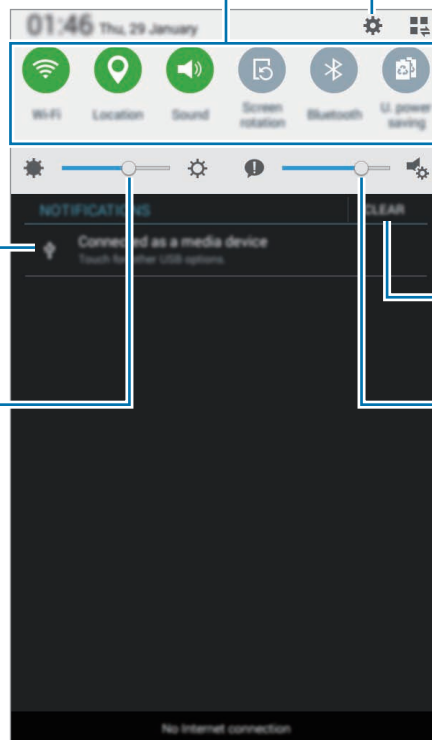 01:46 Thu, 29 January
Wi-Fi
Location
Sound
Screen rotation
Bluetooth
U. power saving
NOTIFICATIONS
CLEAR
Connected as a media device
Touch for other USB options.
No Internet connection